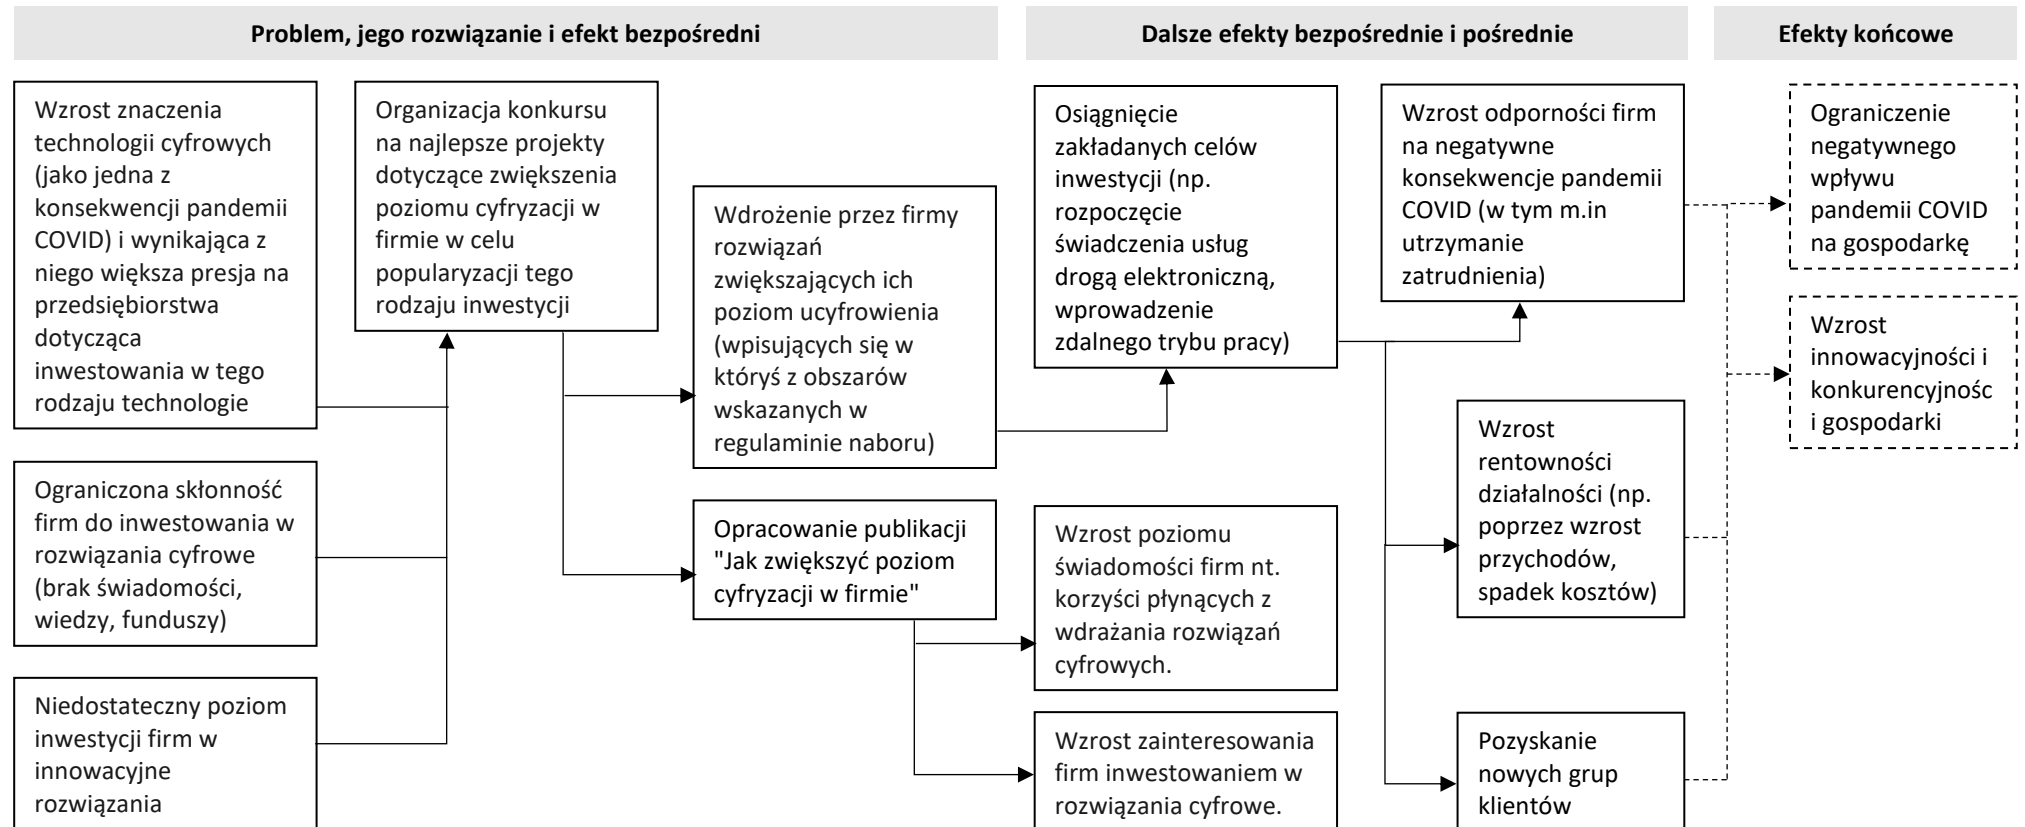 Problem, jego rozwiązanie i efekt bezpośredni
Dalsze efekty bezpośrednie i pośrednie
Efekty końcowe
Wzrost znaczenia
technologii cyfrowych
(jako jedna z
konsekwencji pandemii
COVID) i wynikająca z
niego większa presja na
przedsiębiorstwa
dotycząca
inwestowania w tego
rodzaju technologie
Ograniczona skłonność
firm do inwestowania w
rozwiązania cyfrowe
(brak świadomości,
wiedzy, funduszy)
Niedostateczny poziom
inwestycji firm w
innowacyjne
rozwiązania
Organizacja konkursu
na najlepsze projekty
dotyczące zwiększenia
poziomu cyfryzacji w
firmie w celu
popularyzacji tego
rodzaju inwestycji
Wdrożenie przez firmy
rozwiązań
zwiększających ich
poziom ucyfrowienia
(wpisujących się w
któryś z obszarów
wskazanych w
regulaminie naboru)
Opracowanie publikacji
"Jak zwiększyć poziom
cyfryzacji w firmie"
Osiągnięcie
zakładanych celów
inwestycji (np.
rozpoczęcie
świadczenia usług
drogą elektroniczną,
wprowadzenie
zdalnego trybu pracy)
Wzrost poziomu
świadomości firm nt.
korzyści płynących z
wdrażania rozwiązań
cyfrowych.
Wzrost zainteresowania
firm inwestowaniem w
rozwiązania cyfrowe.
Wzrost odporności firm
na negatywne
konsekwencje pandemii
COVID (w tym m.in
utrzymanie
zatrudnienia)
Wzrost
rentowności
działalności (np.
poprzez wzrost
przychodów,
spadek kosztów)
Pozyskanie
nowych grup
klientów
Ograniczenie
negatywnego
wpływu
pandemii COVID
na gospodarkę
Wzrost
innowacyjności i
konkurencyjnośc
i gospodarki